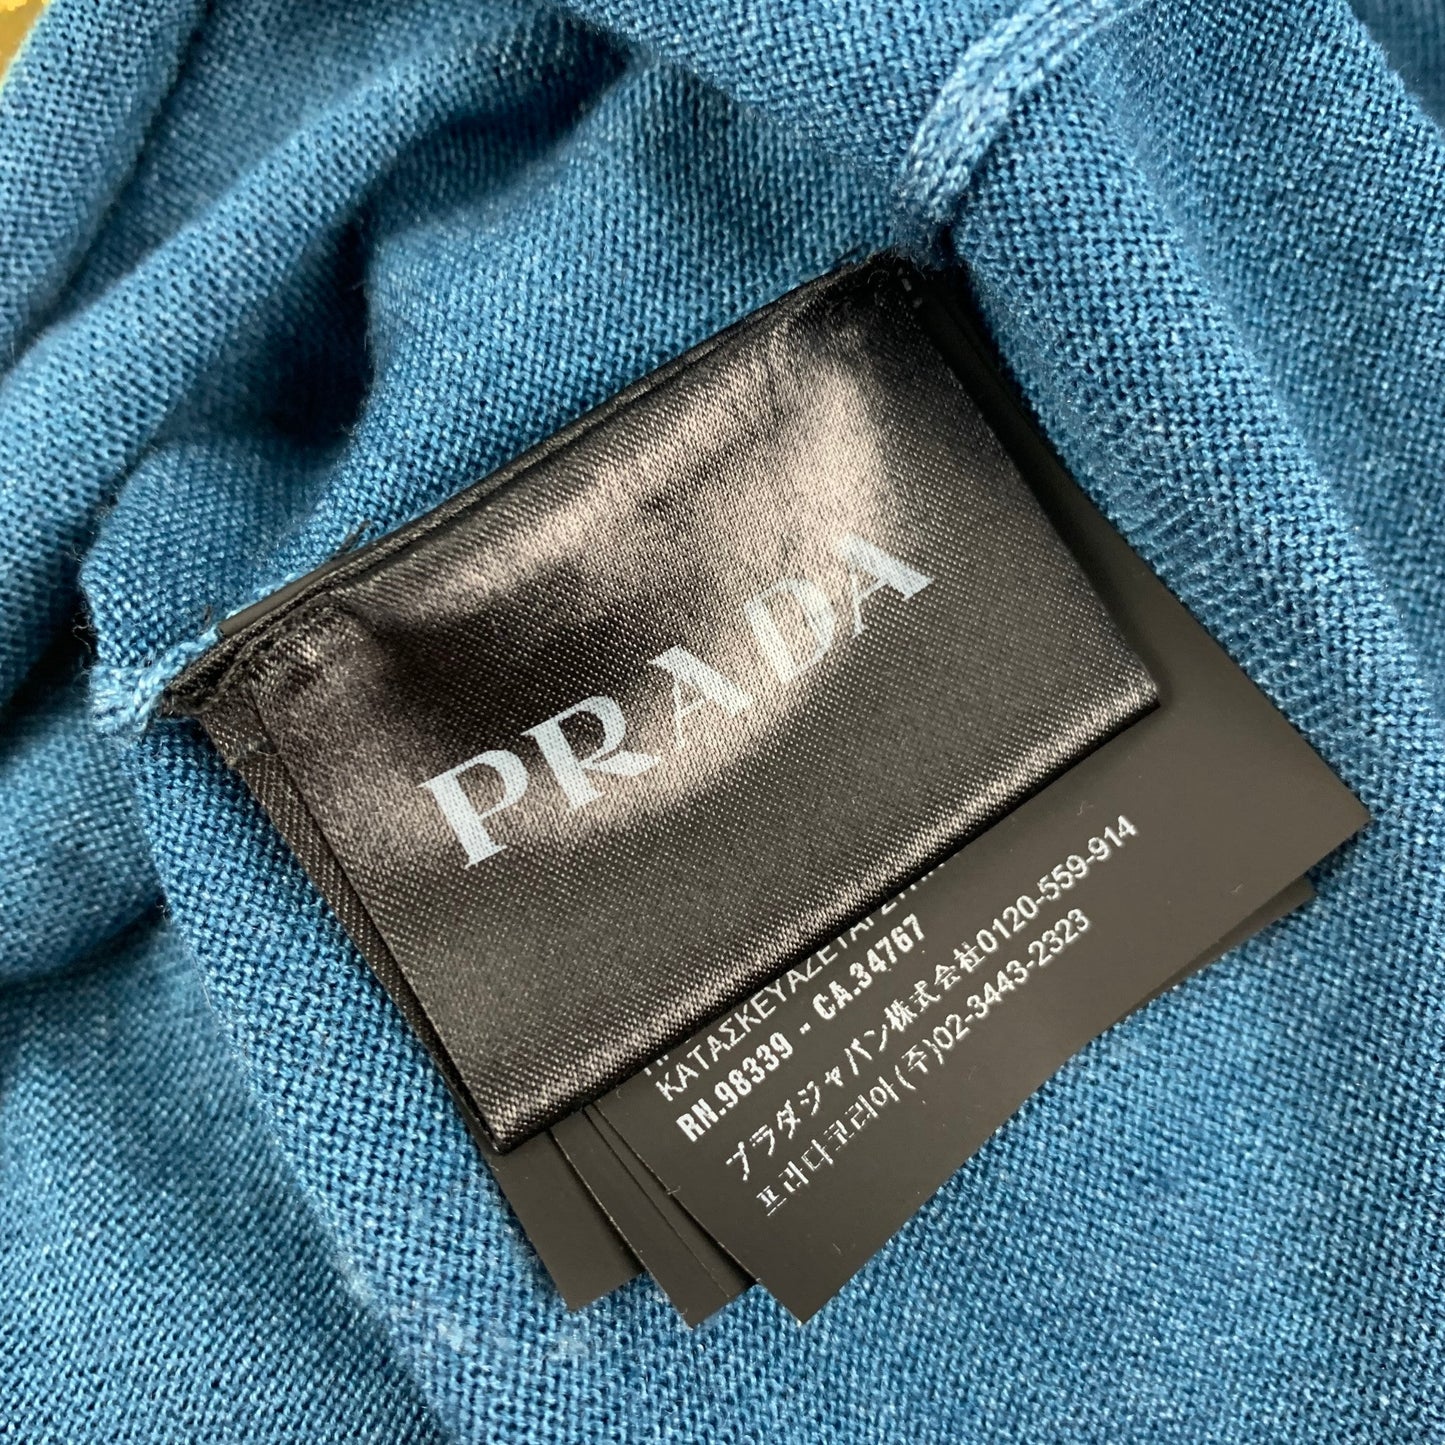 PRADA
ΚΑΤΑΣΚΕΥΑΖΕΤΑΙ
RN.98339 - CA.34767
プラダジャパン株式会社0120-559-914
프라다코리아(주)02-3443-2323